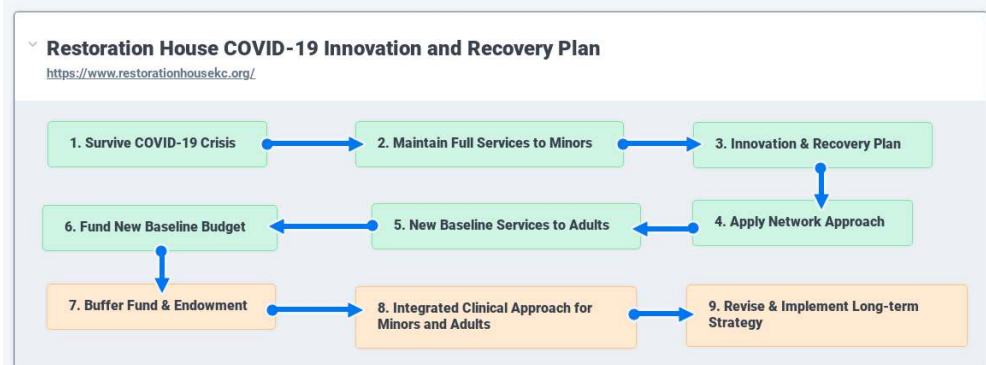 Restoration House COVID-19 Innovation and Recovery Plan
https://www.restorationhousekc.org/
1. Survive COVID-19 Crisis
2. Maintain Full Services to Minors
3. Innovation & Recovery Plan
4. Apply Network Approach
5. New Baseline Services to Adults
6. Fund New Baseline Budget
7. Buffer Fund & Endowment
8. Integrated Clinical Approach for
Minors and Adults
9. Revise & Implement Long-term
Strategy